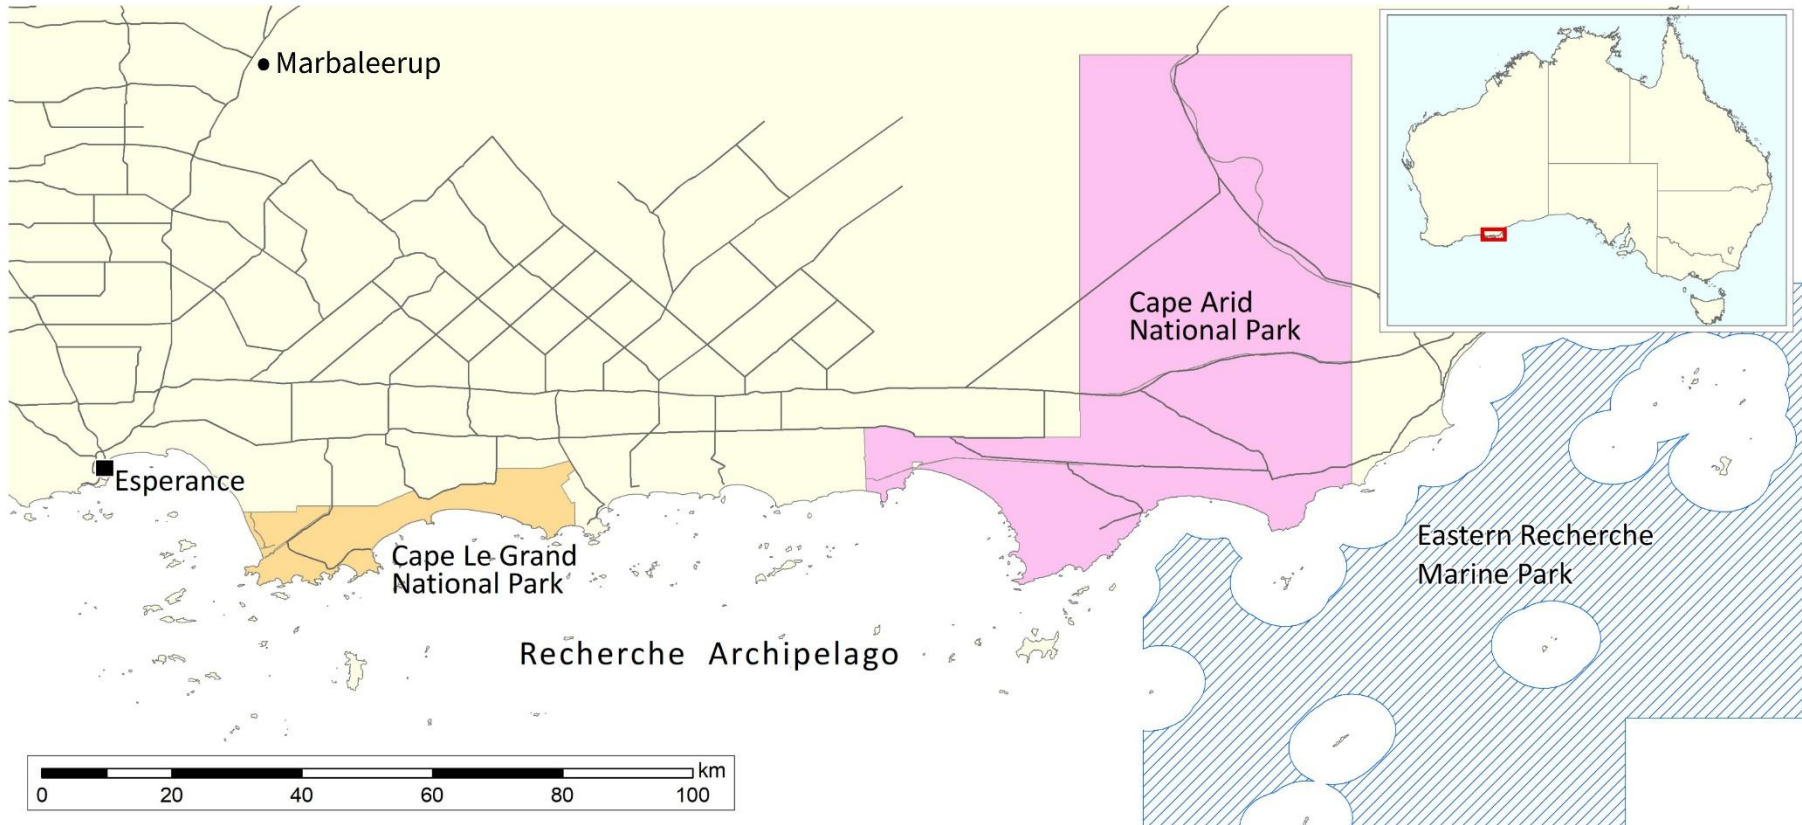 Marbaleerup
Cape Arid
National Park
Esperance
Eastern Recherche
Marine Park
Cape Le Grand
National Park
Recherche Archipelago
km
0 20 40 60 80 100